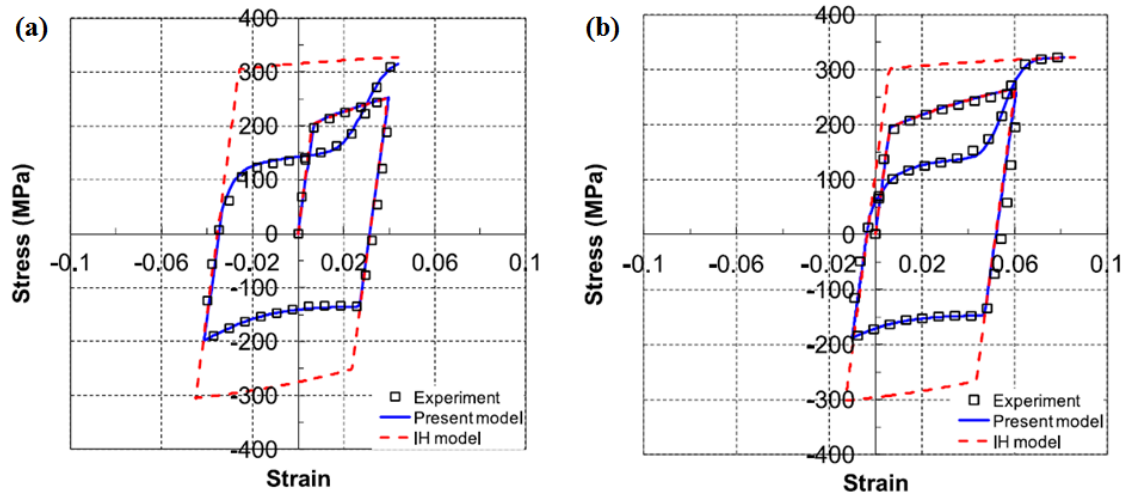 (a)
400
300
200
100
0
-100
-200
-300
-400
-0.1 -0.06 -0.02 0.02 0.06 0.1
Stress (MPa)
Strain
Experiment
Present model
IH model
(b)
400
300
200
100
0
-100
-200
-300
-400
-0.1 -0.06 -0.02 0.02 0.06 0.1
Stress (MPa)
Strain
Experiment
Present model
IH model